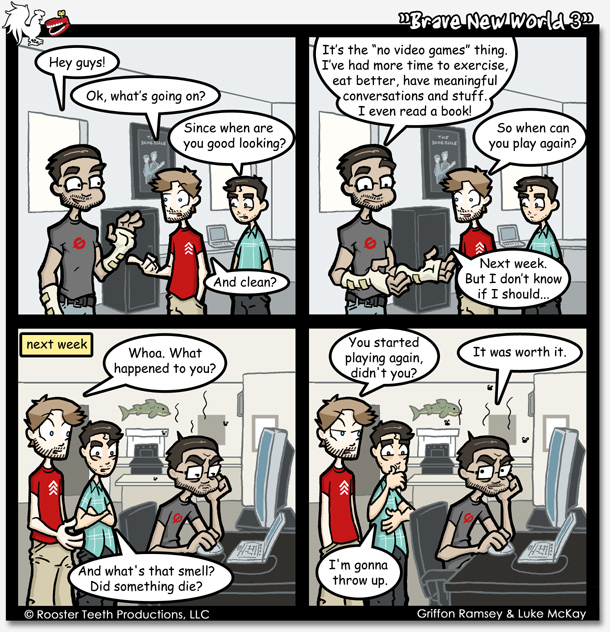 "Brave New World 3"
Hey guys!
Ok, what's going on?
Since when are
you good looking?
And clean?
It's the "no video games" thing.
I've had more time to exercise,
eat better, have meaningful
conversations and stuff.
I even read a book!
So when can
you play again?
Next week.
But I don't know
if I should...
next week
Whoa. What
happened to you?
And what's that smell?
Did something die?
You started
playing again,
didn't you?
It was worth it.
I'm gonna
throw up.
© Rooster Teeth Productions, LLC
Griffon Ramsey & Luke McKay